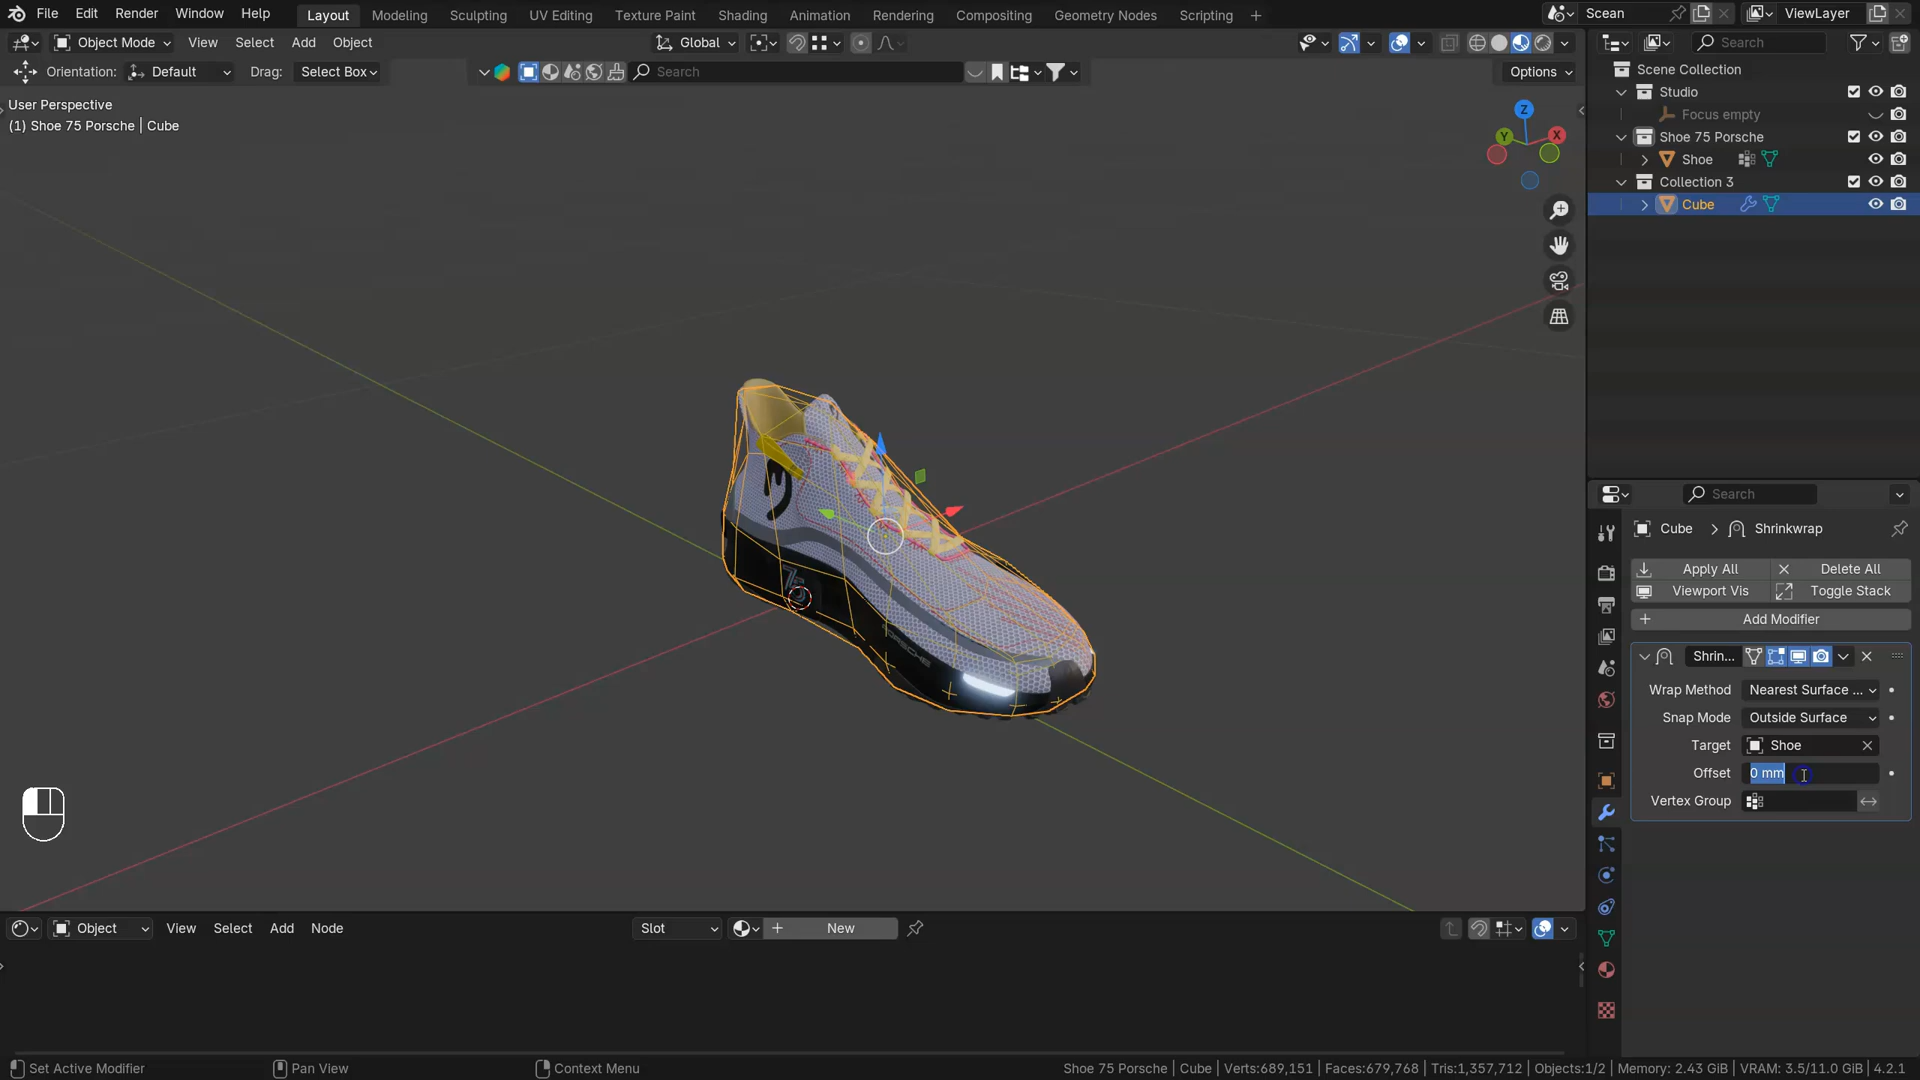 File Edit Render Window Help Layout Modeling Sculpting UV Editing Texture Paint Shading Animation Rendering Compositing Geometry Nodes Scripting + Scean ViewLayer
Object Mode View Select Add Object Global Search
Orientation: Default Drag: Select Box Search Options
User Perspective
(1) Shoe 75 Porsche | Cube
Z
Y
X
Scene Collection
Studio
Focus empty
Shoe 75 Porsche
Shoe
Collection 3
Cube
Search
Cube > Shrinkwrap
Apply All Delete All
Viewport Vis Toggle Stack
Add Modifier
Shrin...
Wrap Method Nearest Surface ...
Snap Mode Outside Surface
Target Shoe
Offset 0 mm
Vertex Group
75
Object View Select Add Node Slot New
Set Active Modifier Pan View Context Menu Shoe 75 Porsche | Cube | Verts:689,151 | Faces:679,768 | Tris:1,357,712 | Objects:1/2 | Memory: 2.43 GiB | VRAM: 3.5/11.0 GiB | 4.2.1